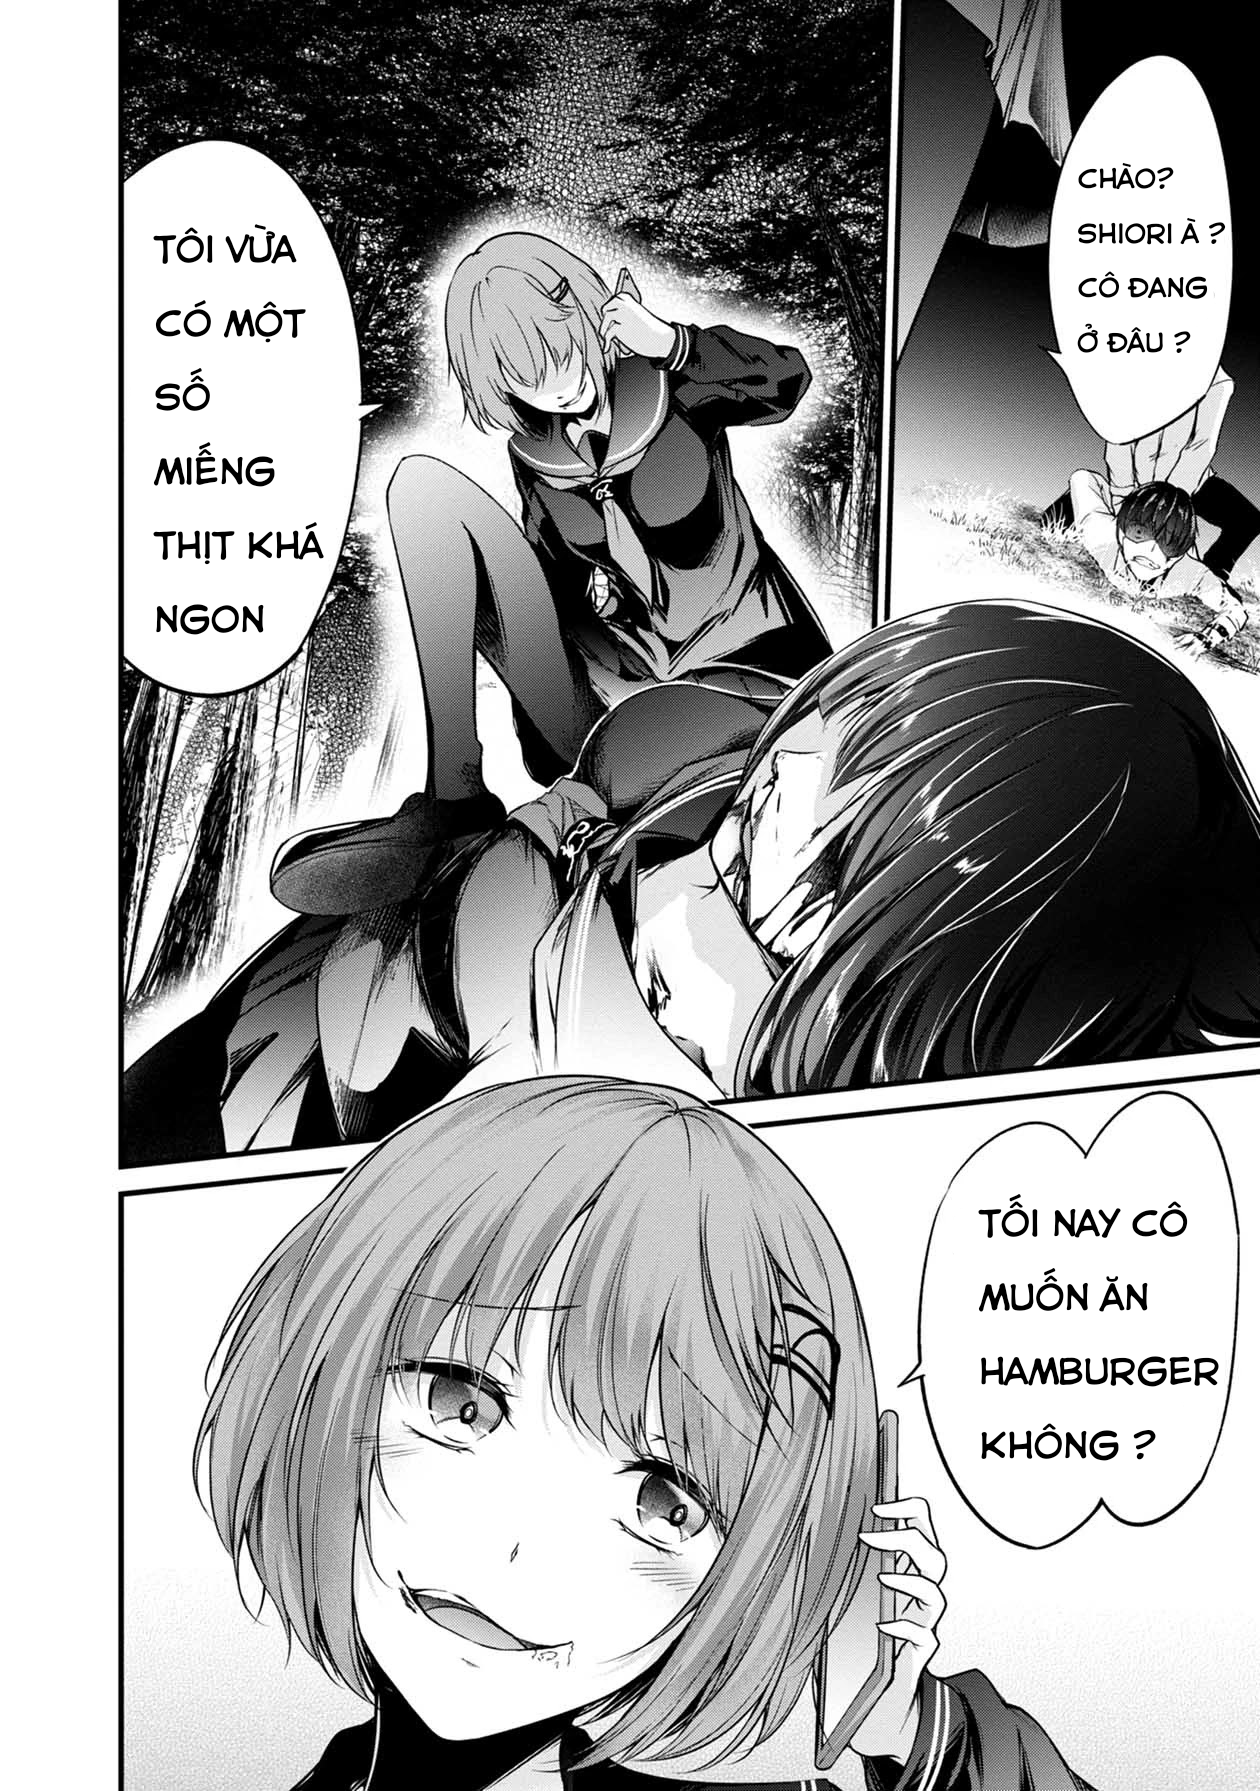 CHÀO?
SHIORI À ?
CÔ ĐANG
Ở ĐÂU ?
TÔI VỪA
CÓ MỘT
SỐ
MIẾNG
THỊT KHÁ
NGON
TỐI NAY CÔ
MUỐN ĂN
HAMBURGER
KHÔNG ?